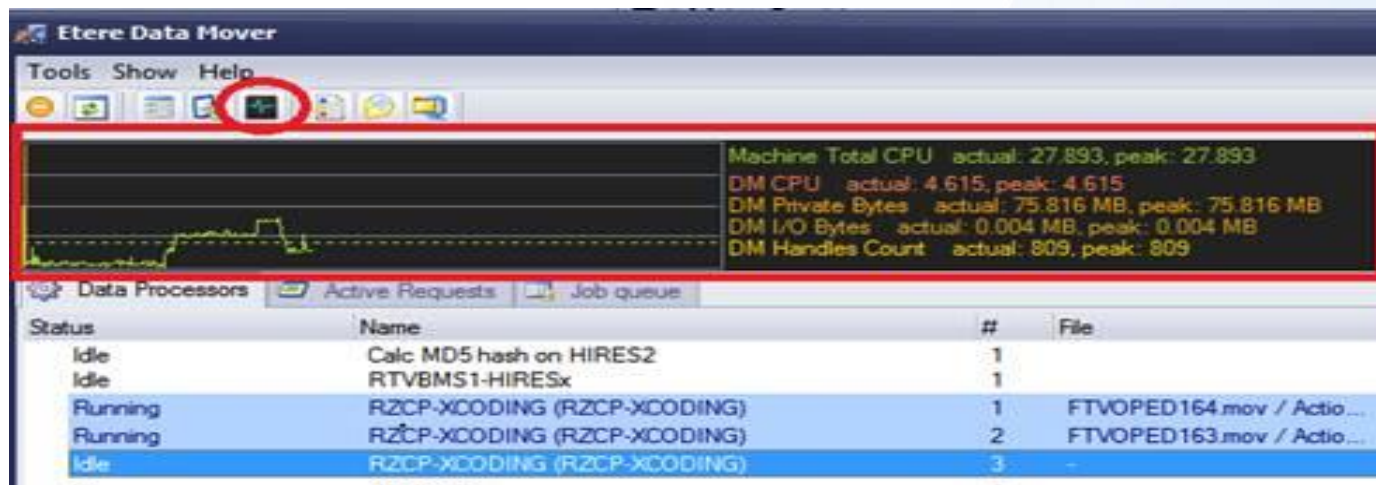 Etere Data Mover
Tools Show Help
Machine Total CPU actual: 27.893, peak: 27.893
DM CPU actual: 4.615, peak: 4.615
DM Private Bytes actual: 75.816 MB, peak: 75.816 MB
DM I/O Bytes actual: 0.004 MB, peak: 0.004 MB
DM Handles Count actual: 809, peak: 809
Data Processors Active Requests Job queue
Status Name # File
Idle Calc MD5 hash on HIRES2 1
Idle RTVBMS1-HIRESx 1
Running RZCP-XCODING (RZCP-XCODING) 1 FTVOPED164.mov / Actio...
Running RZCP-XCODING (RZCP-XCODING) 2 FTVOPED163.mov / Actio...
Idle RZCP-XCODING (RZCP-XCODING) 3 -